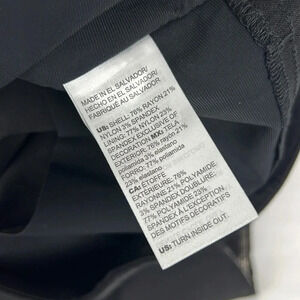 MADE IN EL SALVADOR/
HECHO EN EL SALVADOR/
FABRIQUÉ AU SALVADOR
US: SHELL: 76% RAYON 21%
NYLON 3% SPANDEX
LINING: 77% NYLON 23%
SPANDEX EXCLUSIVE OF
DECORATION MX: TELA
EXTERIOR: 76% rayón 21%
poliamida 3% elastano
FORRO: 77% poliamida
23% elastano
CA: ÉTOFFE
EXTÉRIEURE: 76%
RAYONNE 21% POLYAMIDE
3% SPANDEX DOUBLURE:
77% POLYAMIDE 23%
SPANDEX À L'EXCEPTION
DES MOTIFS DÉCORATIFS
US: TURN INSIDE OUT.